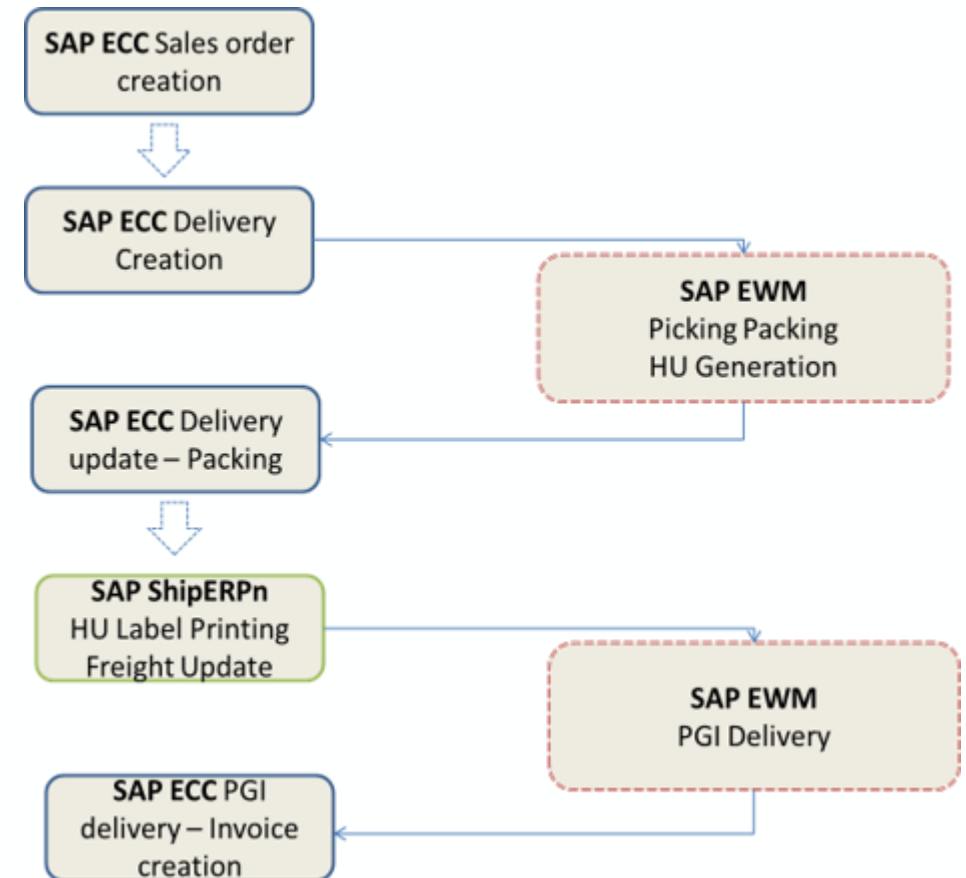 SAP ECC Sales order
creation
SAP ECC Delivery
Creation
SAP EWM
Picking Packing
HU Generation
SAP ECC Delivery
update – Packing
SAP ShipERPn
HU Label Printing
Freight Update
SAP EWM
PGI Delivery
SAP ECC PGI
delivery – Invoice
creation